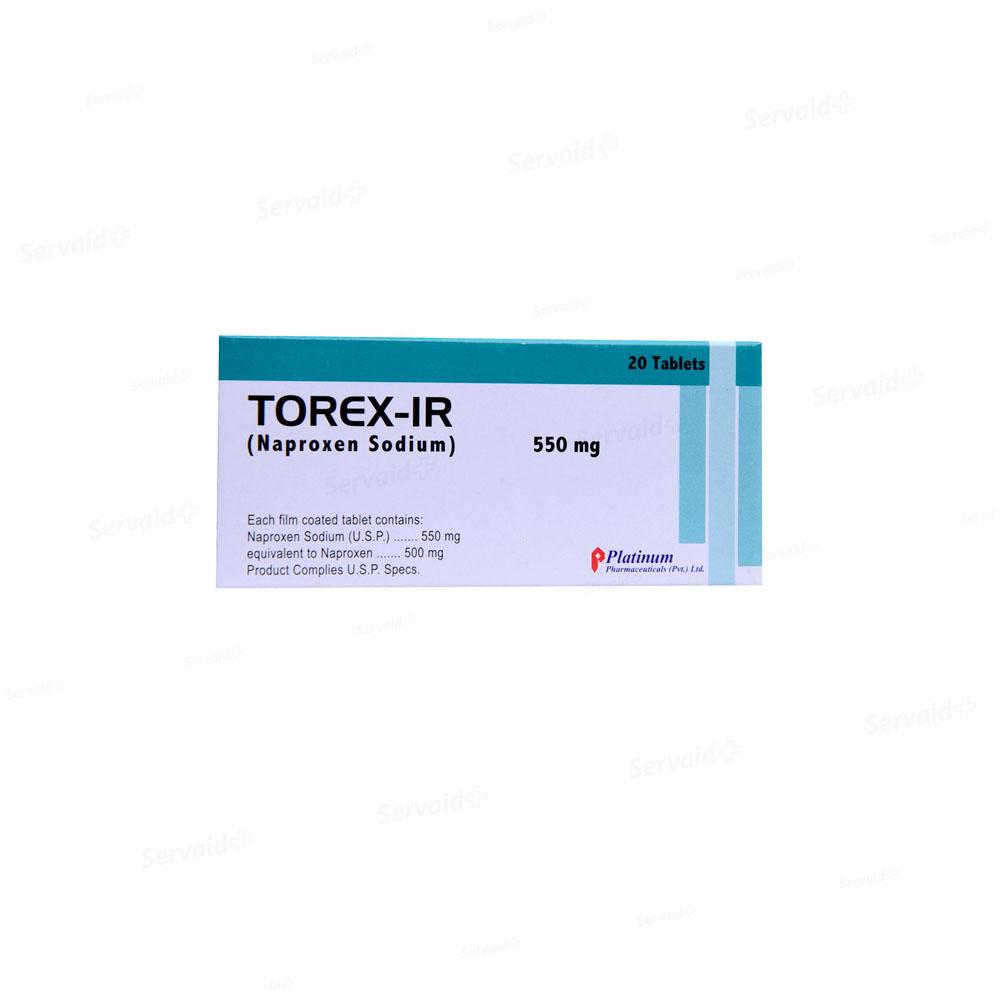 20 Tablets
TOREX-IR
(Naproxen Sodium)
550 mg
Each film coated tablet contains:
Naproxen Sodium (U.S.P.) ....... 550 mg
equivalent to Naproxen ....... 500 mg
Product Complies U.S.P. Specs.
Platinum
Pharmaceuticals (Pvt.) Ltd.
Servaid